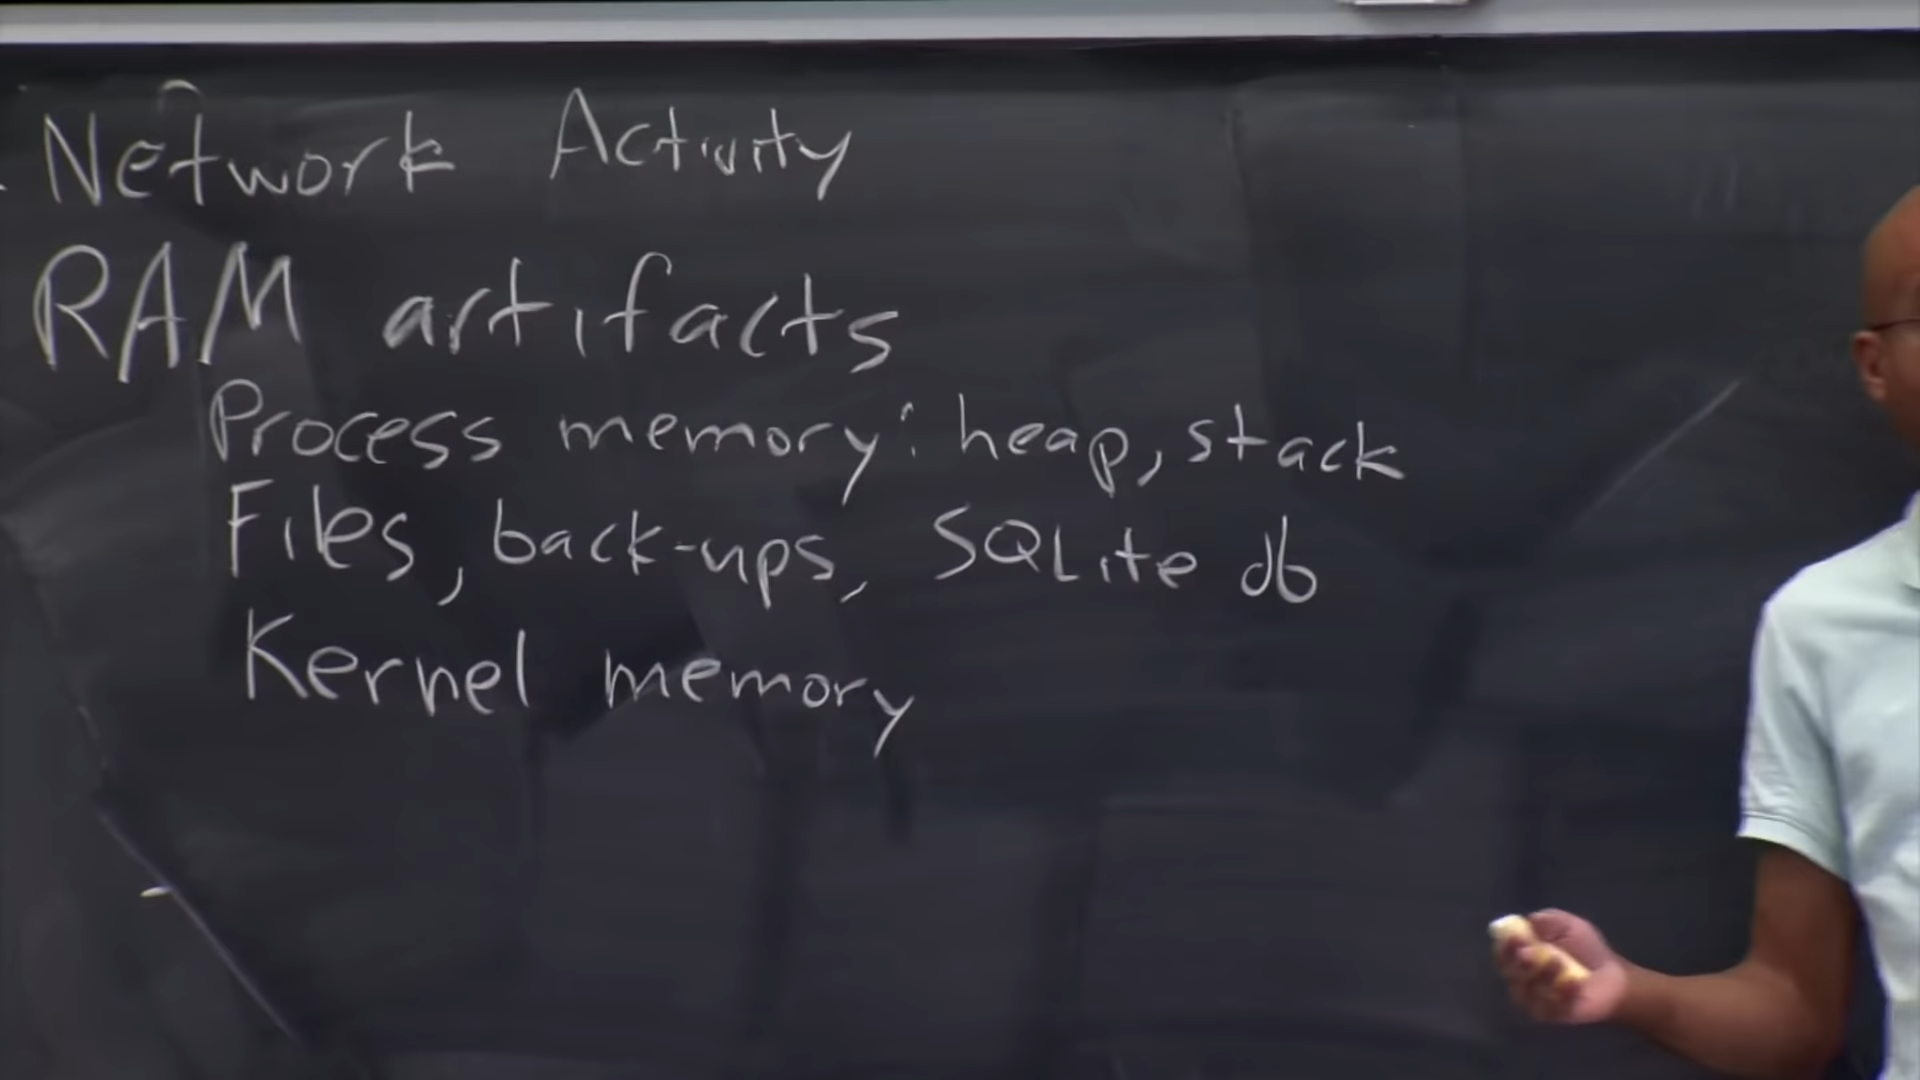 Network Activity
RAM artifacts
Process memory: heap, stack
Files, back-ups, SQLite db
Kernel memory